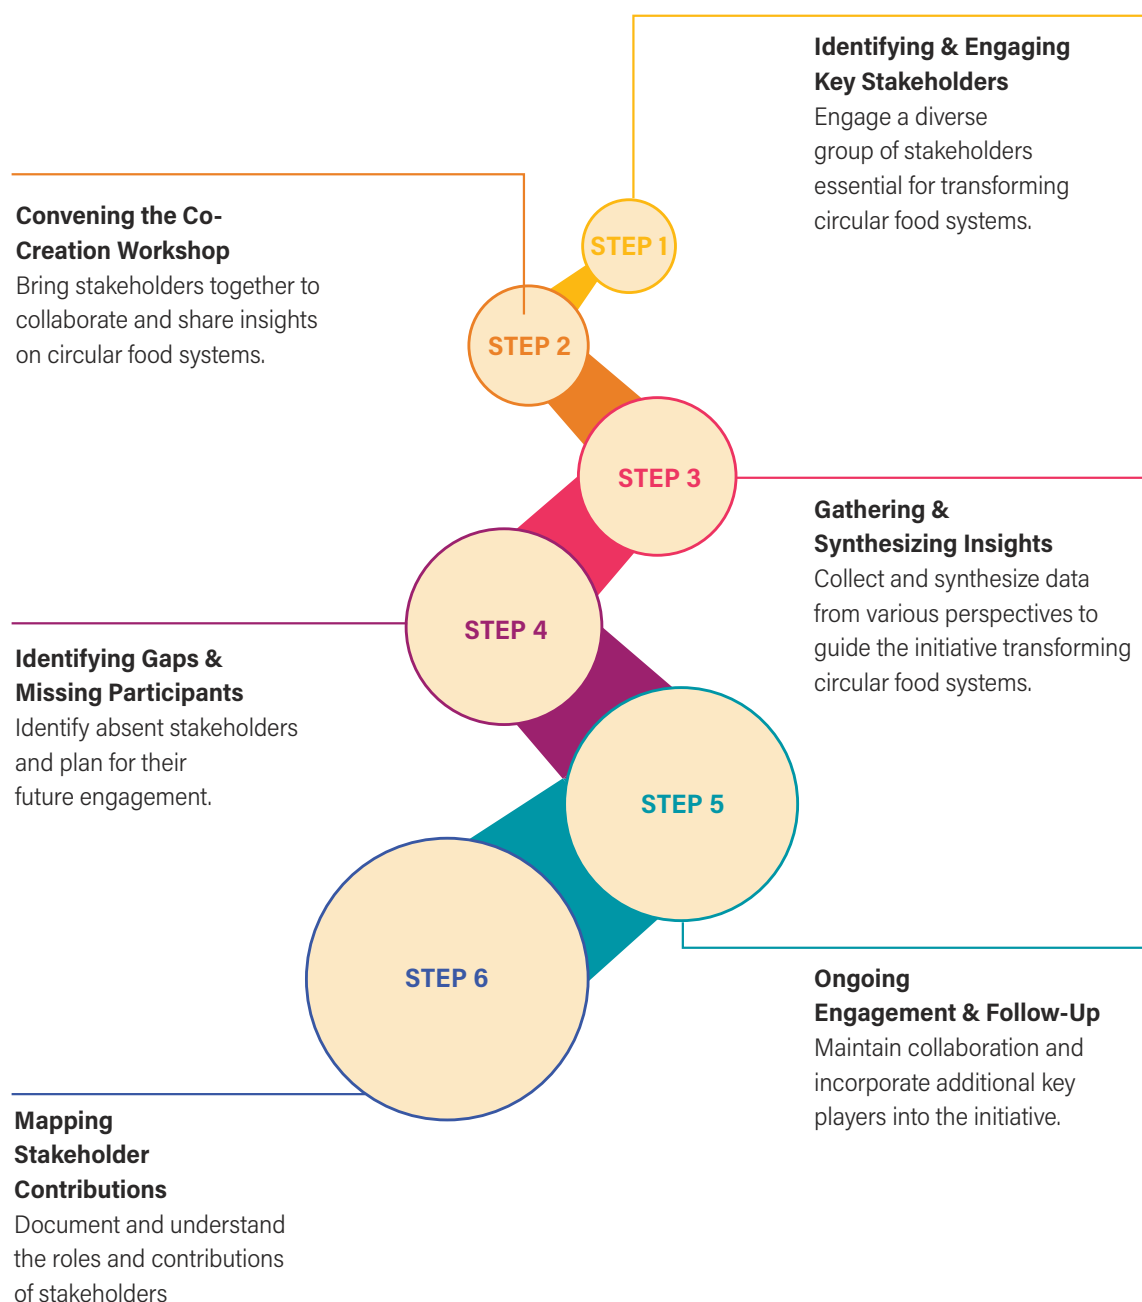 STEP 1
Identifying & Engaging
Key Stakeholders
Engage a diverse
group of stakeholders
essential for transforming
circular food systems.
STEP 2
Convening the Co-
Creation Workshop
Bring stakeholders together to
collaborate and share insights
on circular food systems.
STEP 3
Gathering &
Synthesizing Insights
Collect and synthesize data
from various perspectives to
guide the initiative transforming
circular food systems.
STEP 4
Identifying Gaps &
Missing Participants
Identify absent stakeholders
and plan for their
future engagement.
STEP 5
Ongoing
Engagement & Follow-Up
Maintain collaboration and
incorporate additional key
players into the initiative.
STEP 6
Mapping
Stakeholder
Contributions
Document and understand
the roles and contributions
of stakeholders